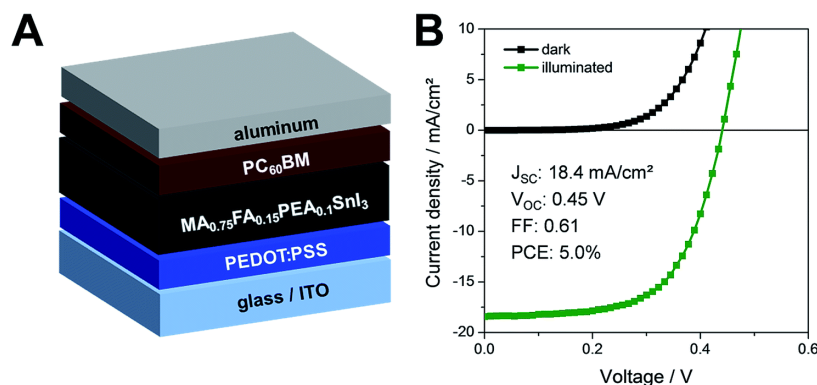 A
aluminum
PC₆₀BM
MA₀.₇₅FA₀.₁₅PEA₀.₁SnI₃
PEDOT:PSS
glass / ITO
B
Current density / mA/cm²
10
5
0
-5
-10
-15
-20
dark
illuminated
J_SC: 18.4 mA/cm²
V_OC: 0.45 V
FF: 0.61
PCE: 5.0%
0.0
0.2
0.4
0.6
Voltage / V